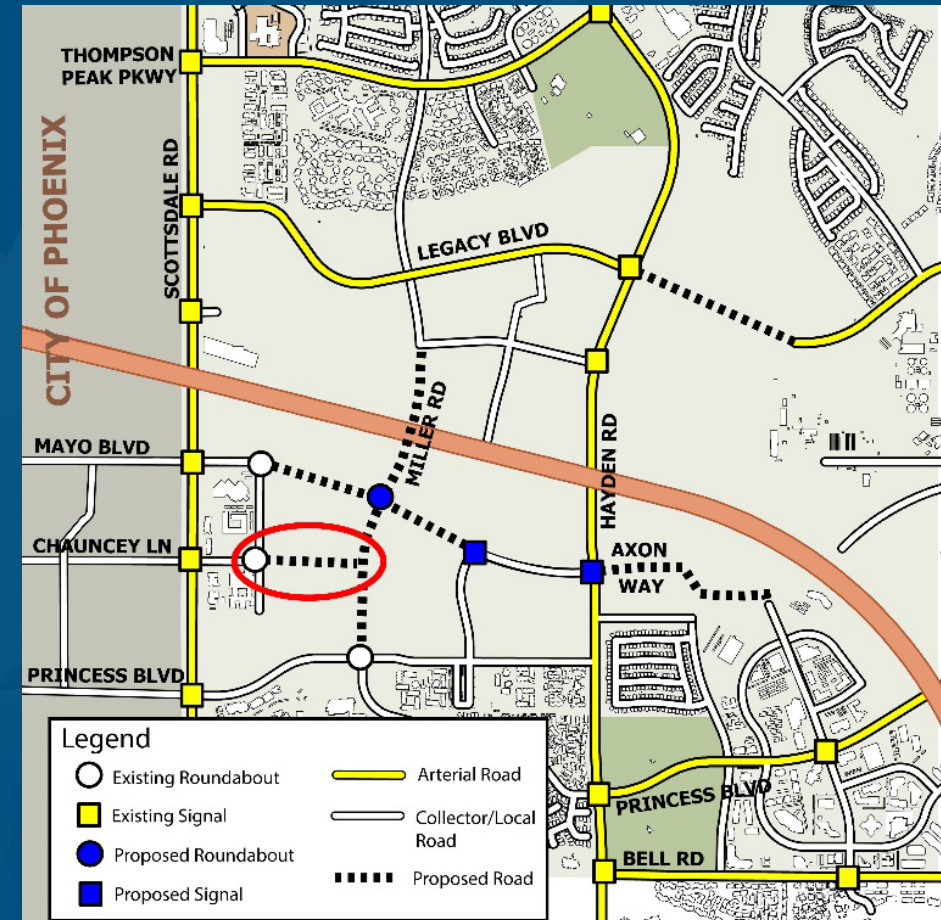 THOMPSON
PEAK PKWY
CITY OF PHOENIX
SCOTTSDALE RD
LEGACY BLVD
MILLER RD
HAYDEN RD
MAYO BLVD
CHAUNCEY LN
AXON
WAY
PRINCESS BLVD
PRINCESS BLVD
BELL RD
Legend
Existing Roundabout
Existing Signal
Proposed Roundabout
Proposed Signal
Arterial Road
Collector/Local
Road
Proposed Road